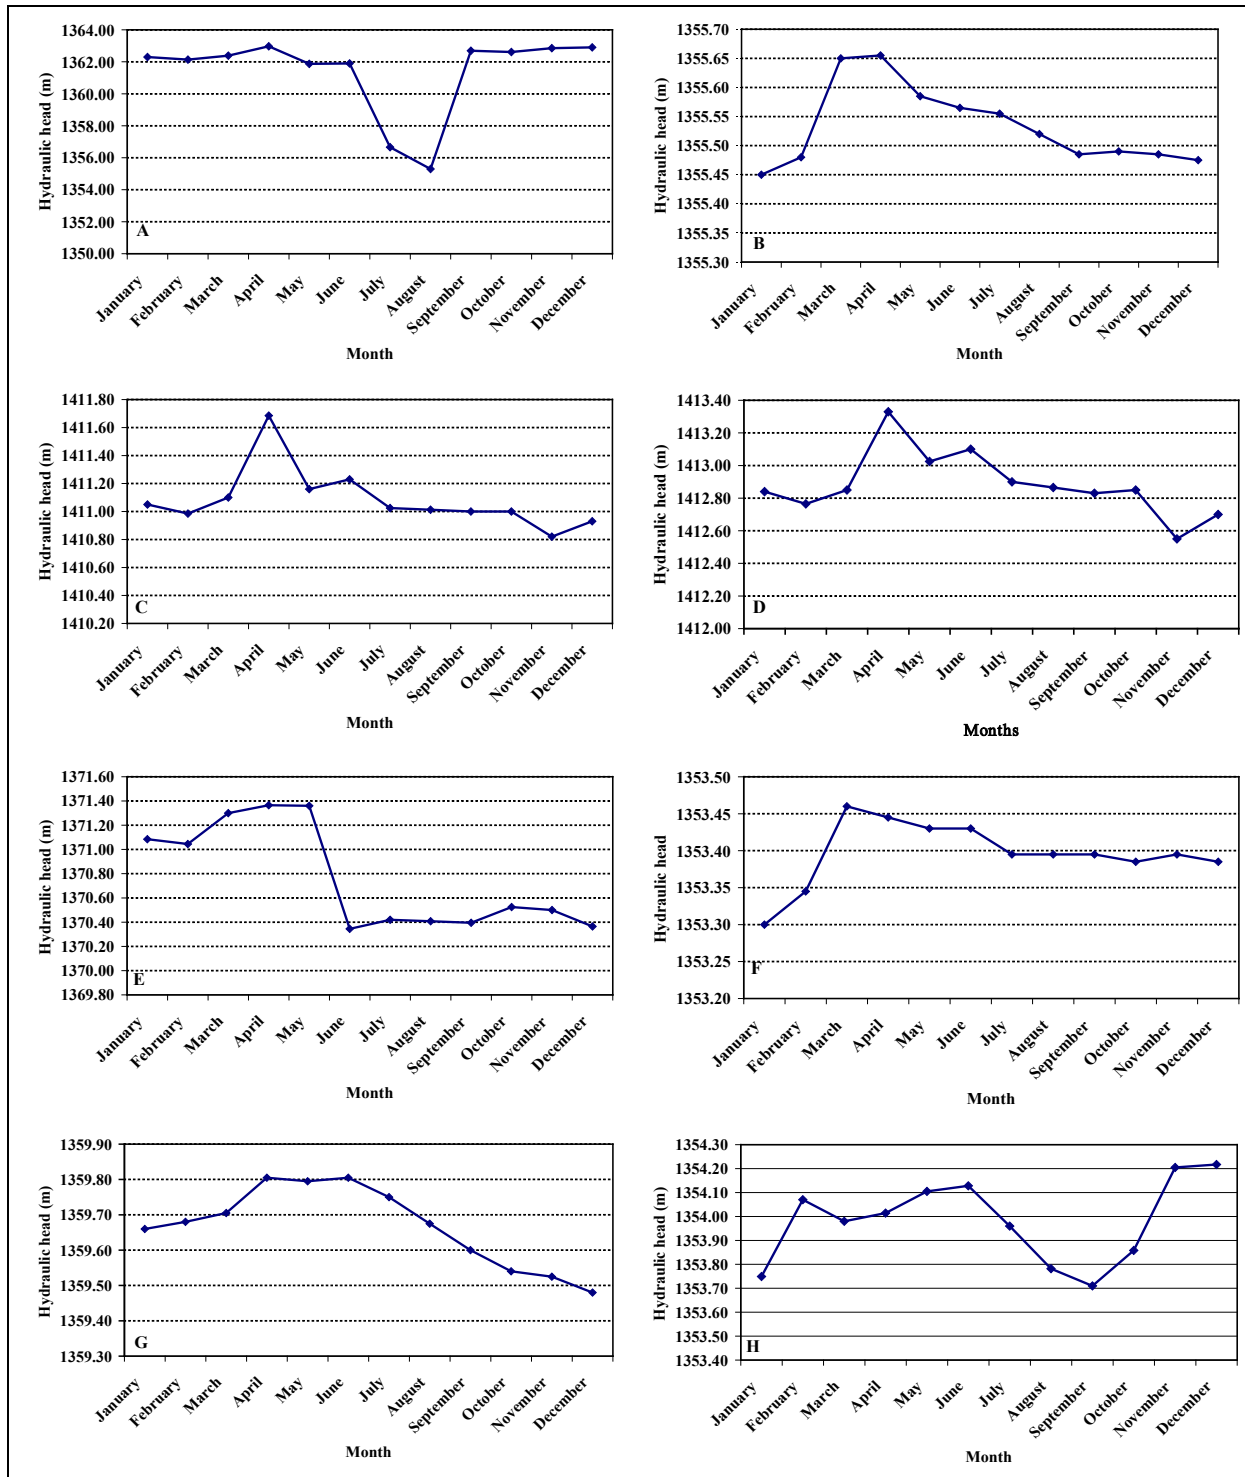 1364.00
1362.00
1360.00
1358.00
1356.00
1354.00
1352.00
1350.00
Hydraulic head (m)
A
January
February
March
April
May
June
July
August
September
October
November
December
Month
1355.70
1355.65
1355.60
1355.55
1355.50
1355.45
1355.40
1355.35
1355.30
Hydraulic head (m)
B
January
February
March
April
May
June
July
August
September
October
November
December
Month
1411.80
1411.60
1411.40
1411.20
1411.00
1410.80
1410.60
1410.40
1410.20
Hydraulic head (m)
C
January
February
March
April
May
June
July
August
September
October
November
December
Month
1413.40
1413.20
1413.00
1412.80
1412.60
1412.40
1412.20
1412.00
Hydraulic head (m)
D
January
February
March
April
May
June
July
August
September
October
November
December
Months
1371.60
1371.40
1371.20
1371.00
1370.80
1370.60
1370.40
1370.20
1370.00
1369.80
Hydraulic head (m)
E
January
February
March
April
May
June
July
August
September
October
November
December
Month
1353.50
1353.45
1353.40
1353.35
1353.30
1353.25
1353.20
Hydraulic head
F
January
February
March
April
May
June
July
August
September
October
November
December
Month
1359.90
1359.80
1359.70
1359.60
1359.50
1359.40
1359.30
Hydraulic head (m)
G
January
February
March
April
May
June
July
August
September
October
November
December
Month
1354.30
1354.20
1354.10
1354.00
1353.90
1353.80
1353.70
1353.60
1353.50
1353.40
Hydraulic head (m)
H
January
February
March
April
May
June
July
August
September
October
November
December
Month